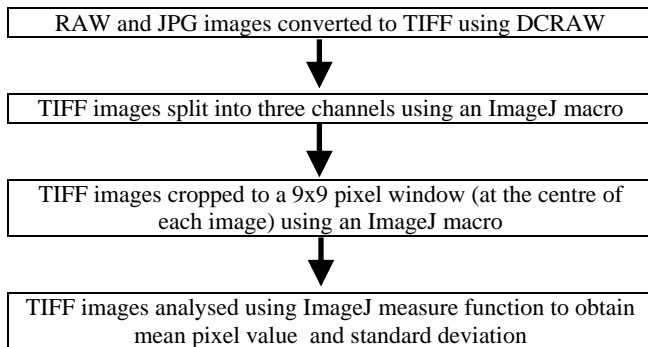 RAW and JPG images converted to TIFF using DCRAW
TIFF images split into three channels using an ImageJ macro
TIFF images cropped to a 9x9 pixel window (at the centre of
each image) using an ImageJ macro
TIFF images analysed using ImageJ measure function to obtain
mean pixel value and standard deviation